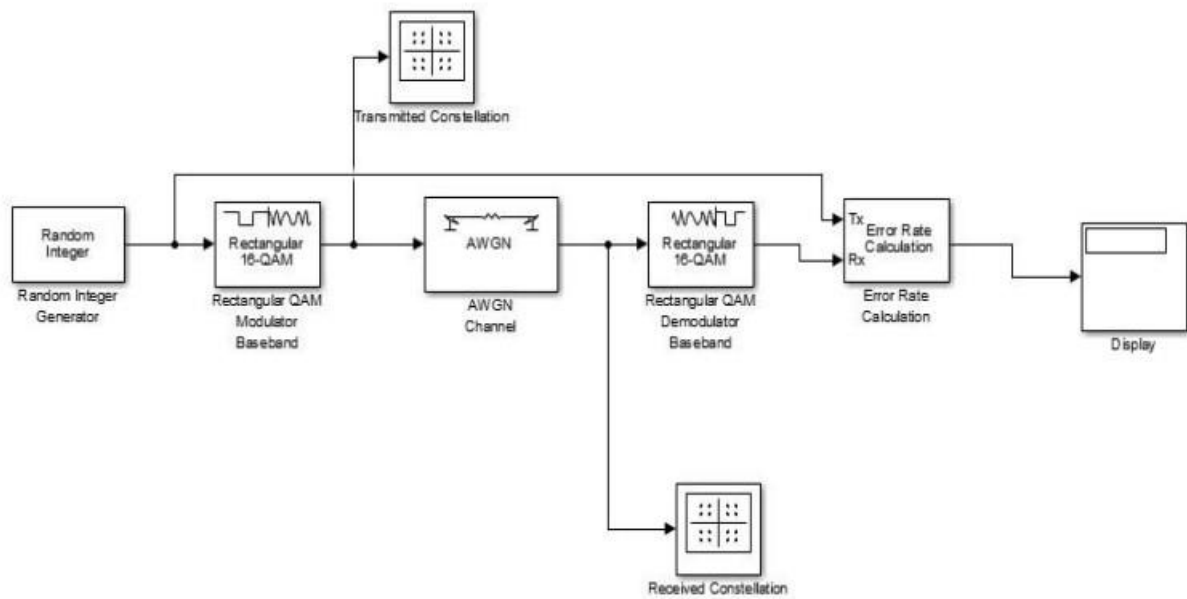 Transmitted Constellation
Random
Integer
Random Integer
Generator
Rectangular
16-QAM
Rectangular QAM
Modulator
Baseband
AWGN
AWGN
Channel
Rectangular
16-QAM
Rectangular QAM
Demodulator
Baseband
Tx
Rx
Error Rate
Calculation
Error Rate
Calculation
Display
Received Constellation